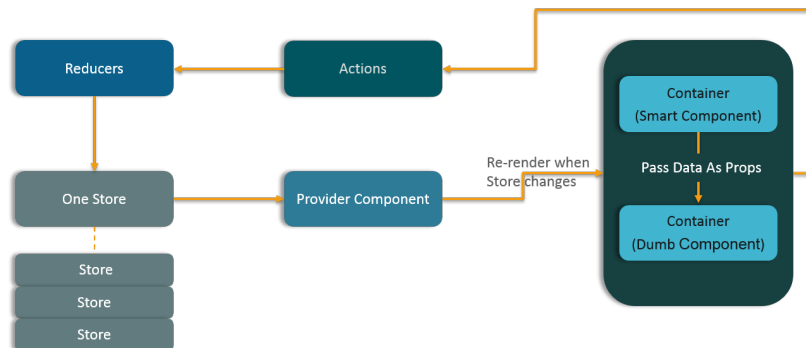 Reducers
Actions
Container
(Smart Component)
Pass Data As Props
Container
(Dumb Component)
Re-render when
Store changes
One Store
Provider Component
Store
Store
Store